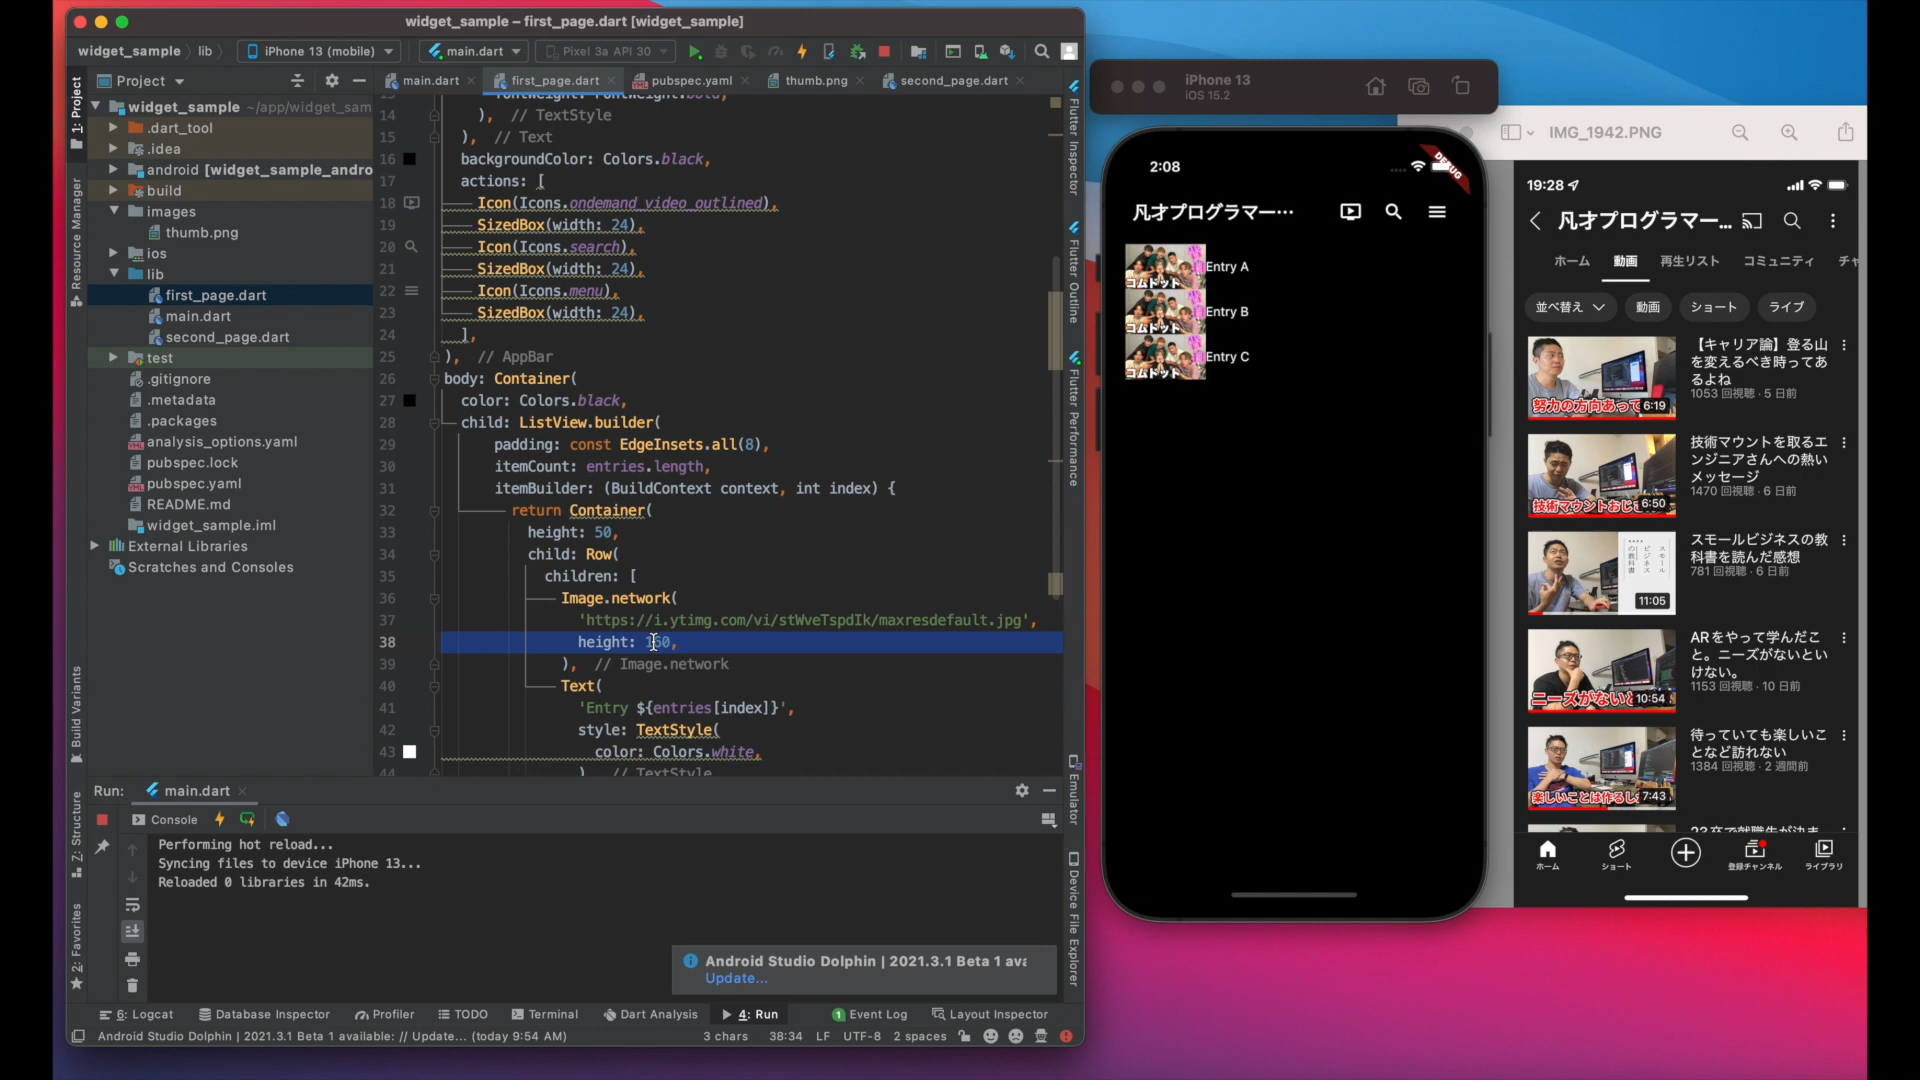 widget_sample – first_page.dart [widget_sample]
widget_sample
lib
iPhone 13 (mobile)
main.dart
Pixel 3a API 30
Project
main.dart
first_page.dart
pubspec.yaml
thumb.png
second_page.dart
1: Project
Resource Manager
Build Variants
Z: Structure
2: Favorites
widget_sample ~/app/widget_sam
.dart_tool
.idea
android [widget_sample_andro
build
images
thumb.png
ios
lib
first_page.dart
main.dart
second_page.dart
test
.gitignore
.metadata
.packages
analysis_options.yaml
pubspec.lock
pubspec.yaml
README.md
widget_sample.iml
External Libraries
Scratches and Consoles
14 ), // TextStyle
15 ), // Text
16 backgroundColor: Colors.black,
17 actions: [
18 Icon(Icons.ondemand_video_outlined),
19 SizedBox(width: 24),
20 Icon(Icons.search),
21 SizedBox(width: 24),
22 Icon(Icons.menu),
23 SizedBox(width: 24),
24 ],
25 ), // AppBar
26 body: Container(
27 color: Colors.black,
28 child: ListView.builder(
29 padding: const EdgeInsets.all(8),
30 itemCount: entries.length,
31 itemBuilder: (BuildContext context, int index) {
32 return Container(
33 height: 50,
34 child: Row(
35 children: [
36 Image.network(
37 'https://i.ytimg.com/vi/stWveTspdIk/maxresdefault.jpg',
38 height: 160,
39 ), // Image.network
40 Text(
41 'Entry ${entries[index]}',
42 style: TextStyle(
43 color: Colors.white,
44 ) // TextStyle
Flutter Inspector
Flutter Outline
Flutter Performance
Emulator
Device File Explorer
Run:
main.dart
Console
Performing hot reload...
Syncing files to device iPhone 13...
Reloaded 0 libraries in 42ms.
Android Studio Dolphin | 2021.3.1 Beta 1 ava
Update...
6: Logcat
Database Inspector
Profiler
TODO
Terminal
Dart Analysis
4: Run
1 Event Log
Layout Inspector
Android Studio Dolphin | 2021.3.1 Beta 1 available: // Update... (today 9:54 AM)
3 chars
38:34
LF
UTF-8
2 spaces
iPhone 13
iOS 15.2
2:08
DEBUG
凡才プログラマー…
コムドット
Entry A
コムドット
Entry B
コムドット
Entry C
IMG_1942.PNG
19:28
凡才プログラマー...
ホーム
動画
再生リスト
コミュニティ
チャ
並べ替え
動画
ショート
ライブ
努力の方向あって
6:19
【キャリア論】登る山
を変えるべき時ってあ
るよね
1053 回視聴 · 5 日前
技術マウントおじ
6:50
技術マウントを取るエ
ンジニアさんへの熱い
メッセージ
1470 回視聴 · 6 日前
スモール
ビジネス
の教科書
11:05
スモールビジネスの教
科書を読んだ感想
781 回視聴 · 6 日前
ニーズがない
10:54
ARをやって学んだこ
と。ニーズがないとい
けない。
1153 回視聴 · 10 日前
楽しいことは作るし
7:43
待っていても楽しいこ
となど訪れない
1384 回視聴 · 2 週間前
ホーム
ショート
登録チャンネル
ライブラリ